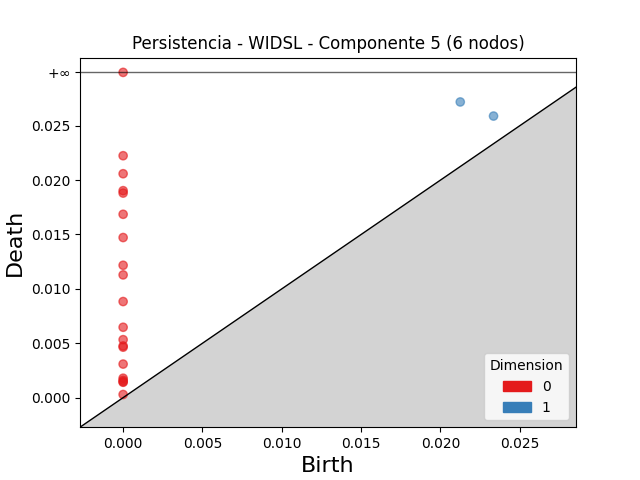 Persistencia - WIDSL - Componente 5 (6 nodos)
+∞
0.025
0.020
0.015
0.010
0.005
0.000
Death
Dimension
0
1
0.000 0.005 0.010 0.015 0.020 0.025
Birth